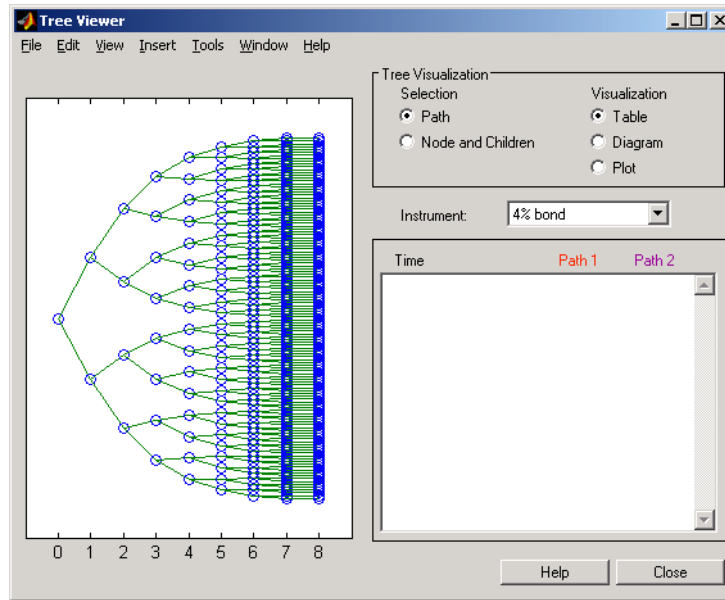 Tree Viewer
File Edit View Insert Tools Window Help
Tree Visualization
Selection Visualization
Path Table
Node and Children Diagram
Plot
Instrument: 4% bond
Time Path 1 Path 2
0 1 2 3 4 5 6 7 8
Help Close